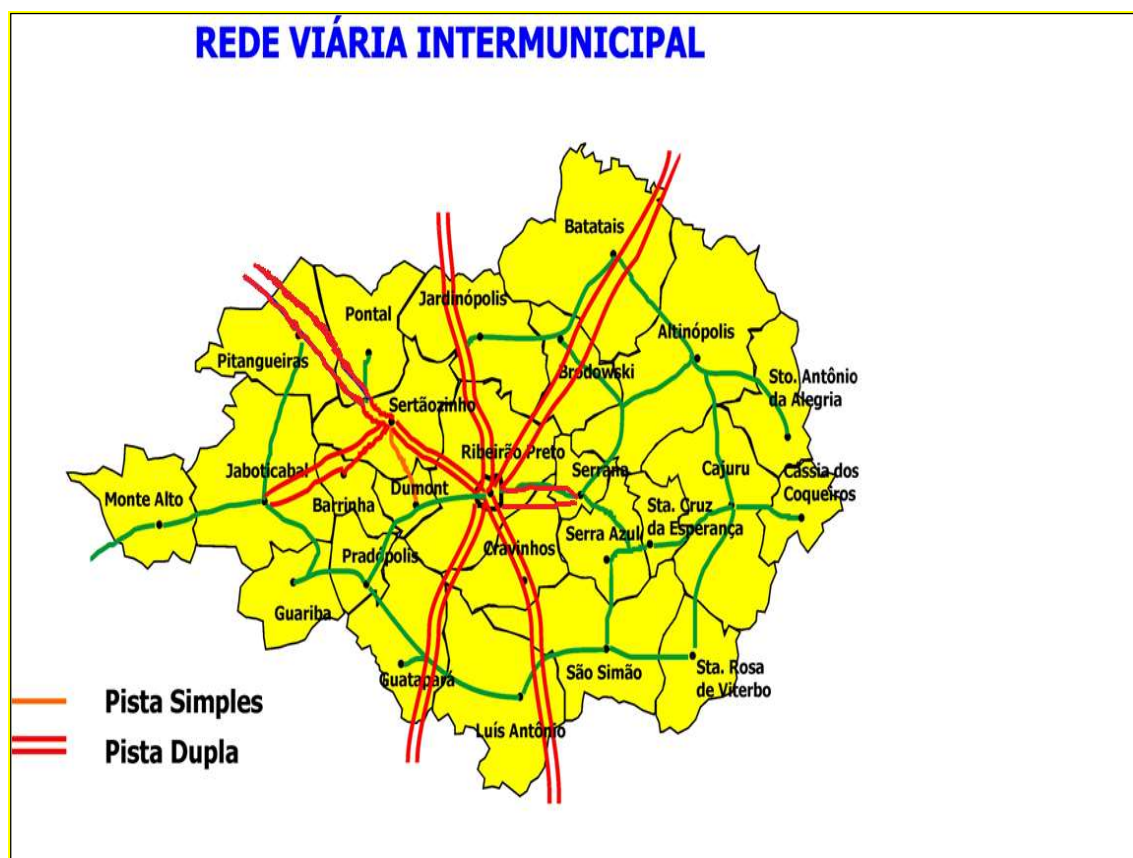 REDE VIÁRIA INTERMUNICIPAL
Batatais
Jardinópolis
Pontal
Altinópolis
Pitangueiras
Brodowski
Sto. Antônio
da Alegria
Sertãozinho
Ribeirão Preto
Jaboticabal
Serrana
Cajuru
Cássia dos
Coqueiros
Monte Alto
Barrinha
Dumont
Sta. Cruz
da Esperança
Serra Azul
Cravinhos
Pradópolis
Guariba
Guatapará
São Simão
Sta. Rosa
de Viterbo
Luís Antônio
Pista Simples
Pista Dupla